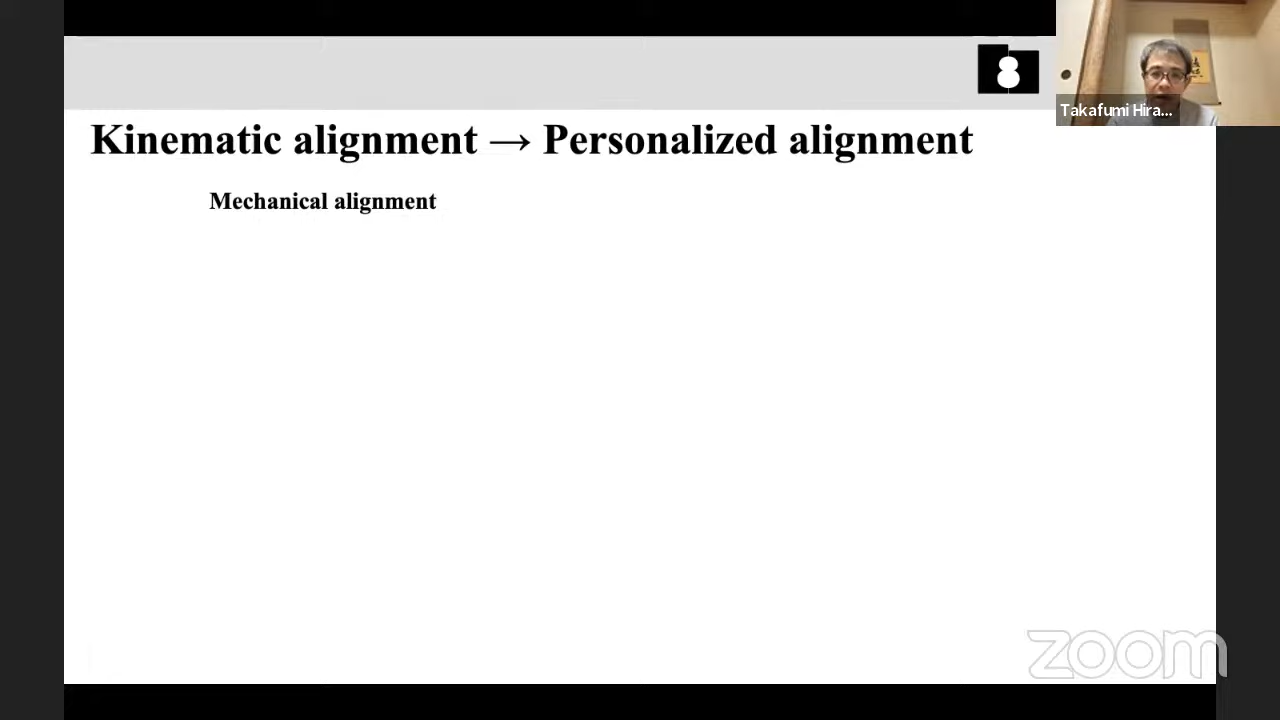 Takafumi Hira...
Kinematic alignment → Personalized alignment
Mechanical alignment
zoom